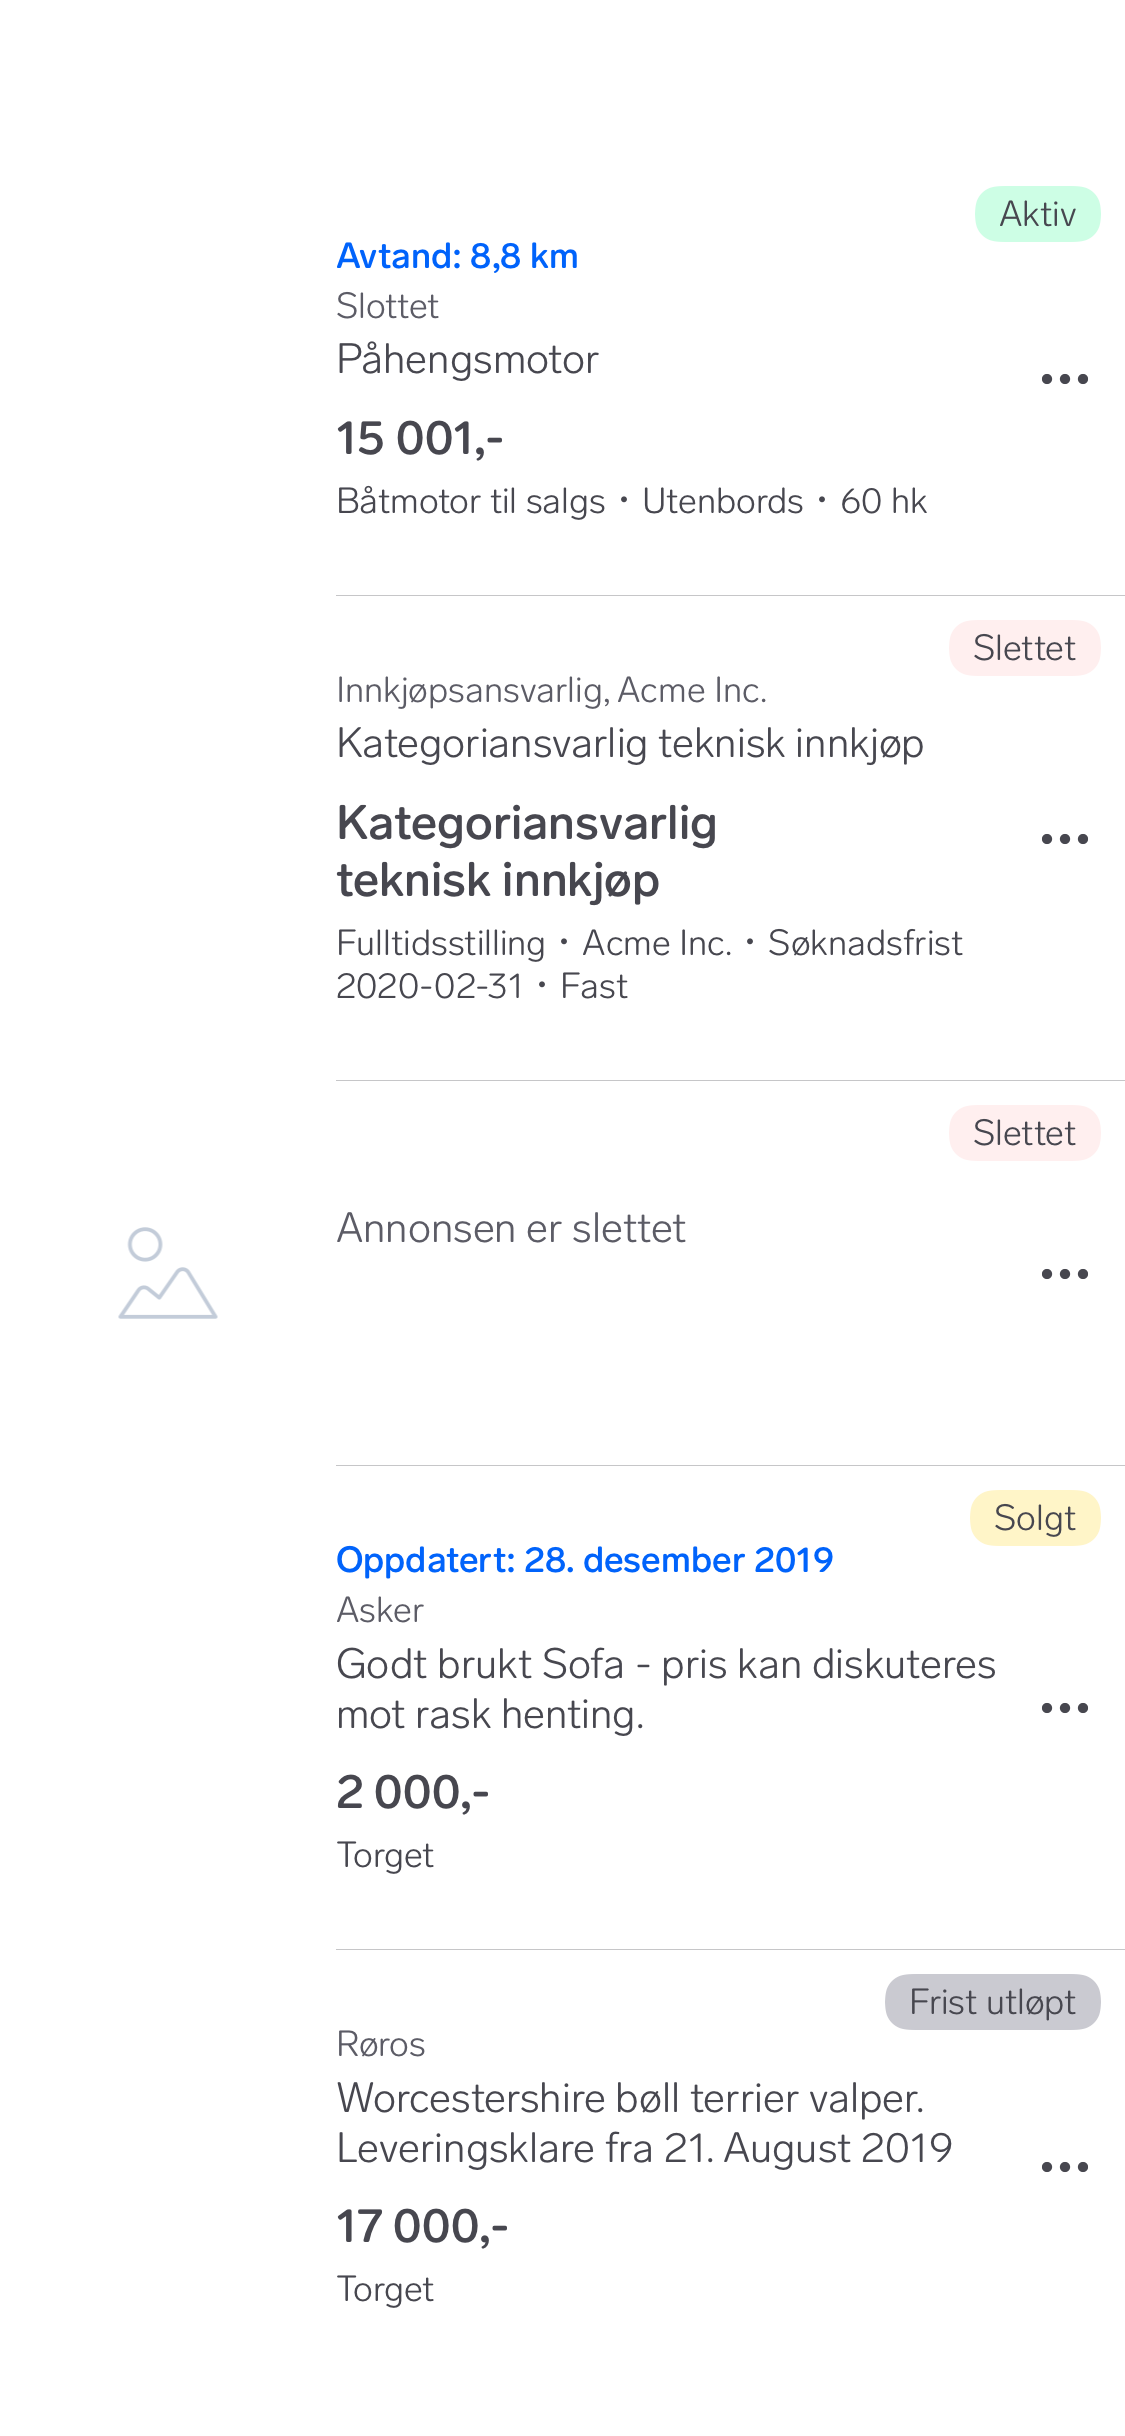 Aktiv
Avtand: 8,8 km
Slottet
Påhengsmotor
15 001,-
Båtmotor til salgs • Utenbords • 60 hk
Slettet
Innkjøpsansvarlig, Acme Inc.
Kategoriansvarlig teknisk innkjøp
Kategoriansvarlig
teknisk innkjøp
Fulltidsstilling • Acme Inc. • Søknadsfrist
2020-02-31 • Fast
Slettet
Annonsen er slettet
Solgt
Oppdatert: 28. desember 2019
Asker
Godt brukt Sofa - pris kan diskuteres
mot rask henting.
2 000,-
Torget
Frist utløpt
Røros
Worcestershire bøll terrier valper.
Leveringsklare fra 21. August 2019
17 000,-
Torget